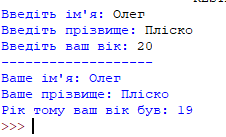 Введіть ім'я: Олег
Введіть прізвище: Пліско
Введіть ваш вік: 20
------------------
Ваше ім'я: Олег
Ваше прізвище: Пліско
Рік тому ваш вік був: 19
>>>